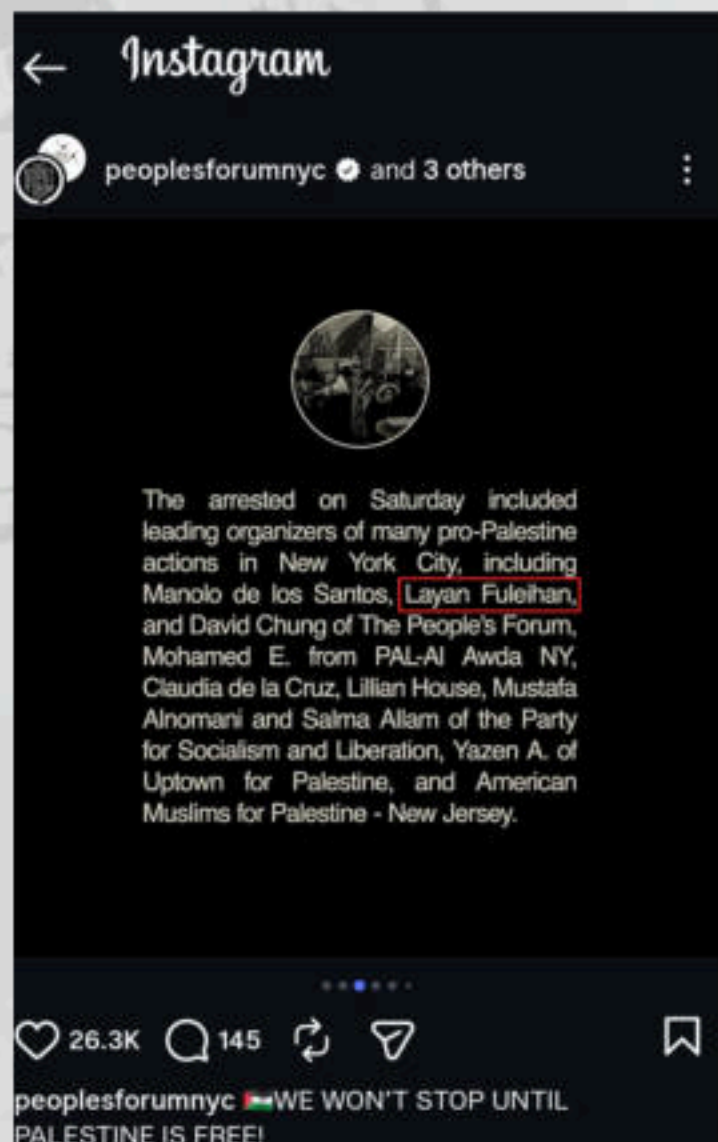 Instagram
peoplesforumnyc and 3 others
The arrested on Saturday included
leading organizers of many pro-Palestine
actions in New York City, including
Manolo de los Santos, Layan Fuleihan,
and David Chung of The People's Forum,
Mohamed E. from PAL-Al Awda NY,
Claudia de la Cruz, Lillian House, Mustafa
Alnomani and Salma Allam of the Party
for Socialism and Liberation, Yazen A. of
Uptown for Palestine, and American
Muslims for Palestine - New Jersey.
26.3K 145
peoplesforumnyc 🇵🇸WE WON'T STOP UNTIL
PALESTINE IS FREE!